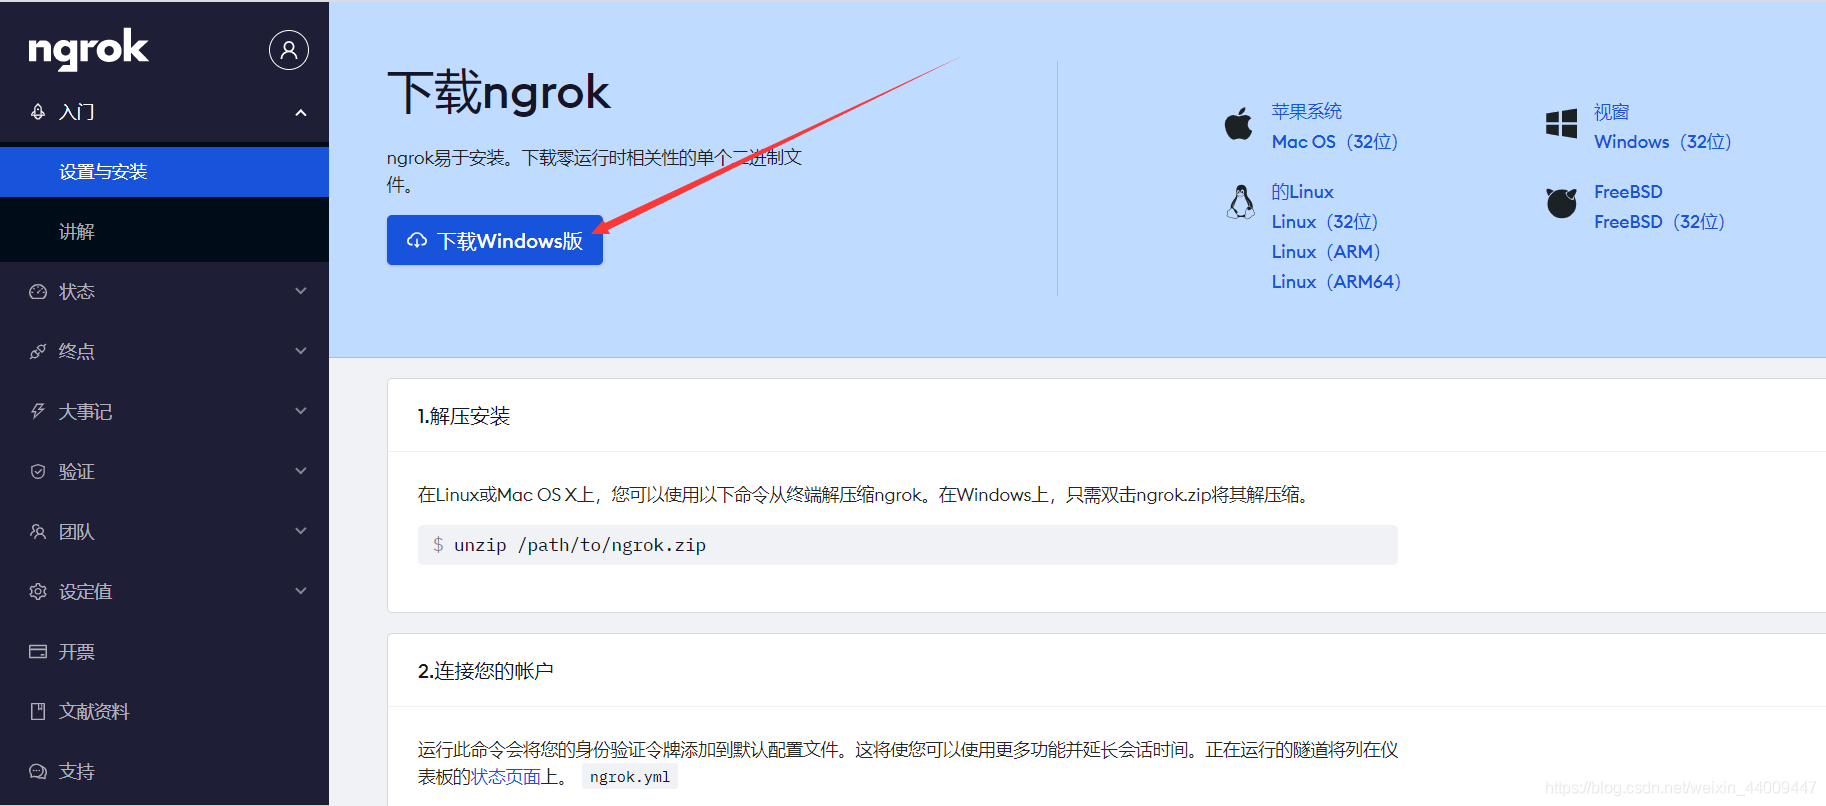 ngrok
入门
设置与安装
讲解
状态
终点
大事记
验证
团队
设定值
开票
文献资料
支持
下载ngrok
ngrok易于安装。下载零运行时相关性的单个二进制文
件。
下载Windows版
苹果系统
Mac OS（32位）
的Linux
Linux（32位）
Linux（ARM）
Linux（ARM64）
视窗
Windows（32位）
FreeBSD
FreeBSD（32位）
1.解压安装
在Linux或Mac OS X上，您可以使用以下命令从终端解压缩ngrok。在Windows上，只需双击ngrok.zip将其解压缩。
$ unzip /path/to/ngrok.zip
2.连接您的帐户
运行此命令会将您的身份验证令牌添加到默认配置文件。这将使您可以使用更多功能并延长会话时间。正在运行的隧道将列在仪
表板的状态页面上。 ngrok.yml
https://blog.csdn.net/weixin_44009447